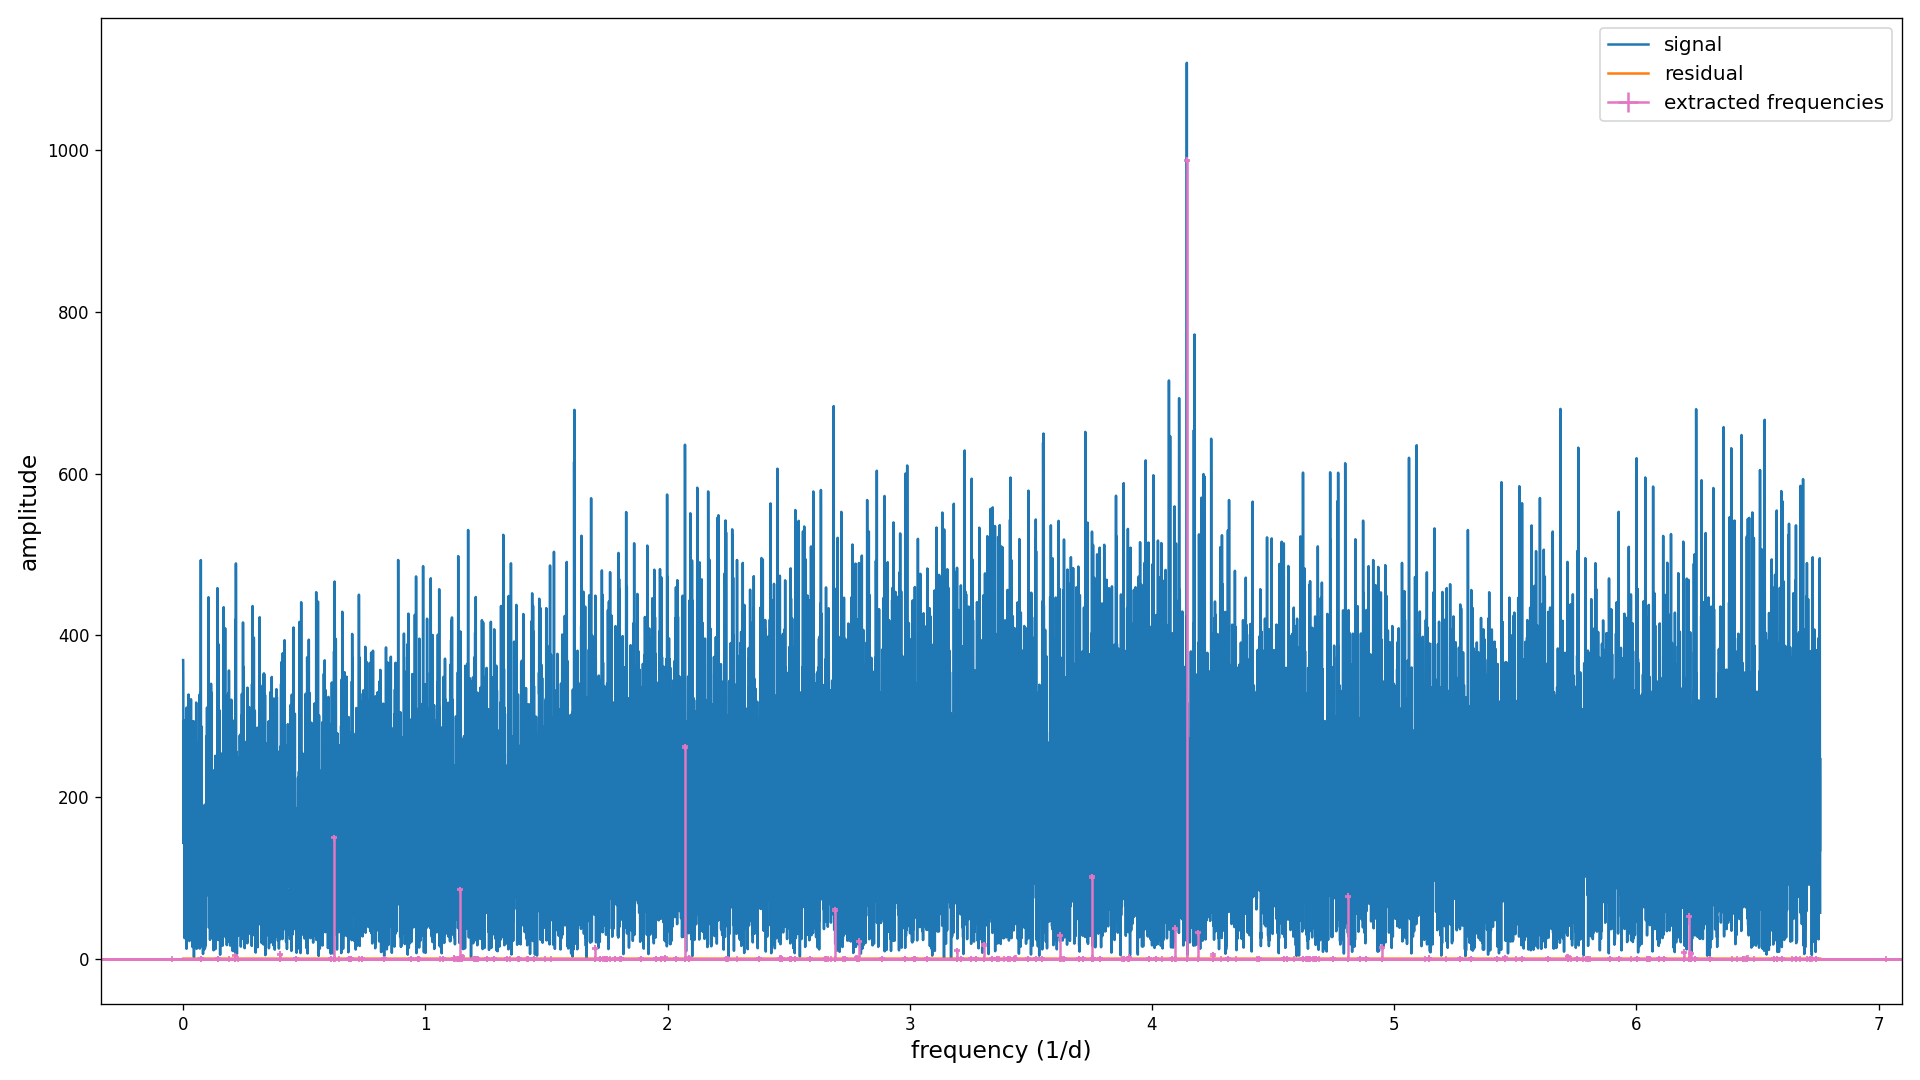 signal
residual
extracted frequencies
amplitude
1000
800
600
400
200
0
0 1 2 3 4 5 6 7
frequency (1/d)